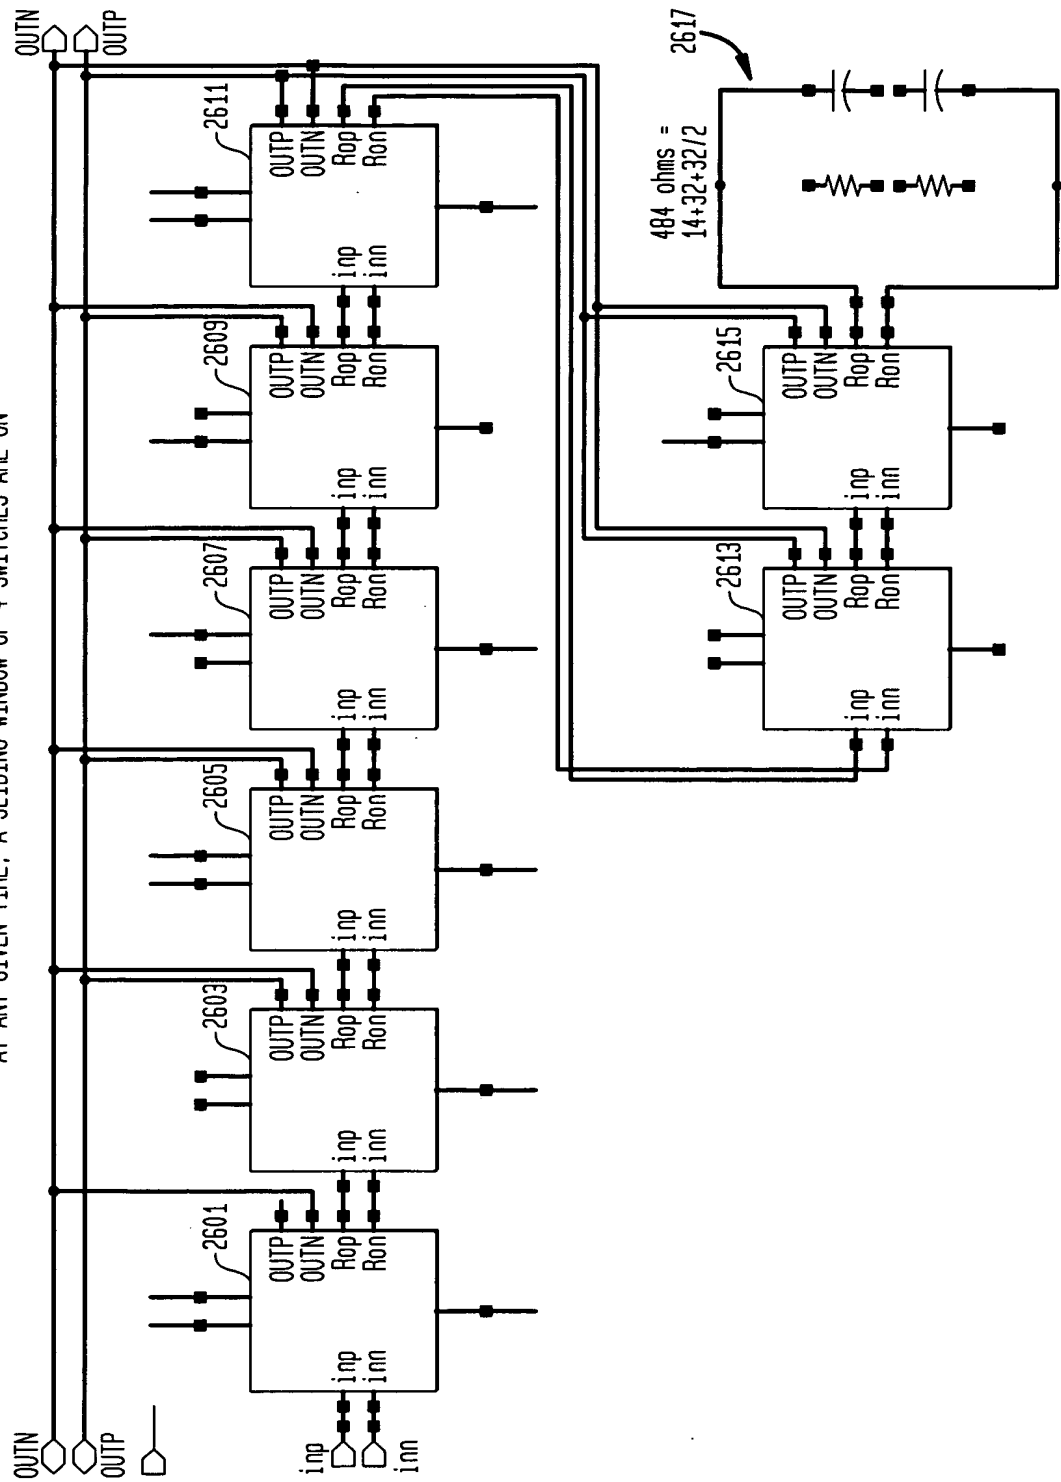 AT ANY GIVEN TIME, A SLIDING WINDOW OF 4 SWITCHES ARE ON
OUTN
OUTN
OUTP
OUTP
inp
inn
2601
OUTP
OUTN
inp Rop
inn Ron
2603
OUTP
OUTN
inp Rop
inn Ron
2605
OUTP
OUTN
inp Rop
inn Ron
2607
OUTP
OUTN
inp Rop
inn Ron
2609
OUTP
OUTN
inp Rop
inn Ron
2611
OUTP
OUTN
inp Rop
inn Ron
2613
OUTP
OUTN
inp Rop
inn Ron
2615
OUTP
OUTN
inp Rop
inn Ron
484 ohms =
14+32+32/2
2617